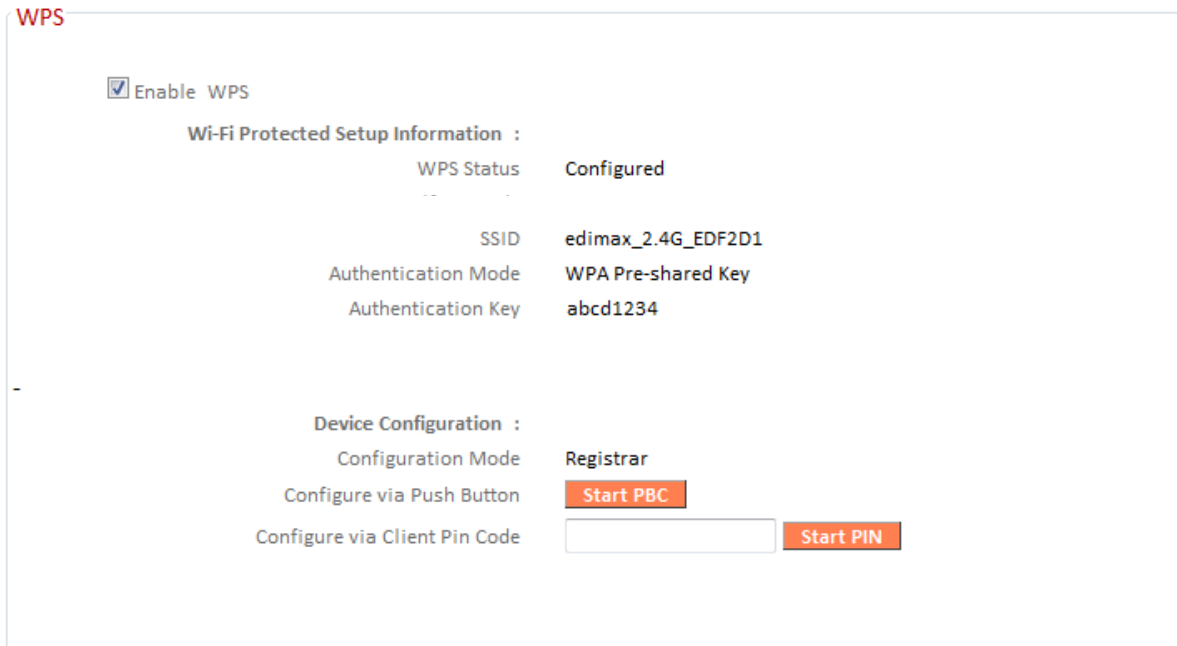 WPS
Enable WPS
Wi-Fi Protected Setup Information :
WPS Status Configured
SSID edimax_2.4G_EDF2D1
Authentication Mode WPA Pre-shared Key
Authentication Key abcd1234
-
Device Configuration :
Configuration Mode Registrar
Configure via Push Button Start PBC
Configure via Client Pin Code Start PIN